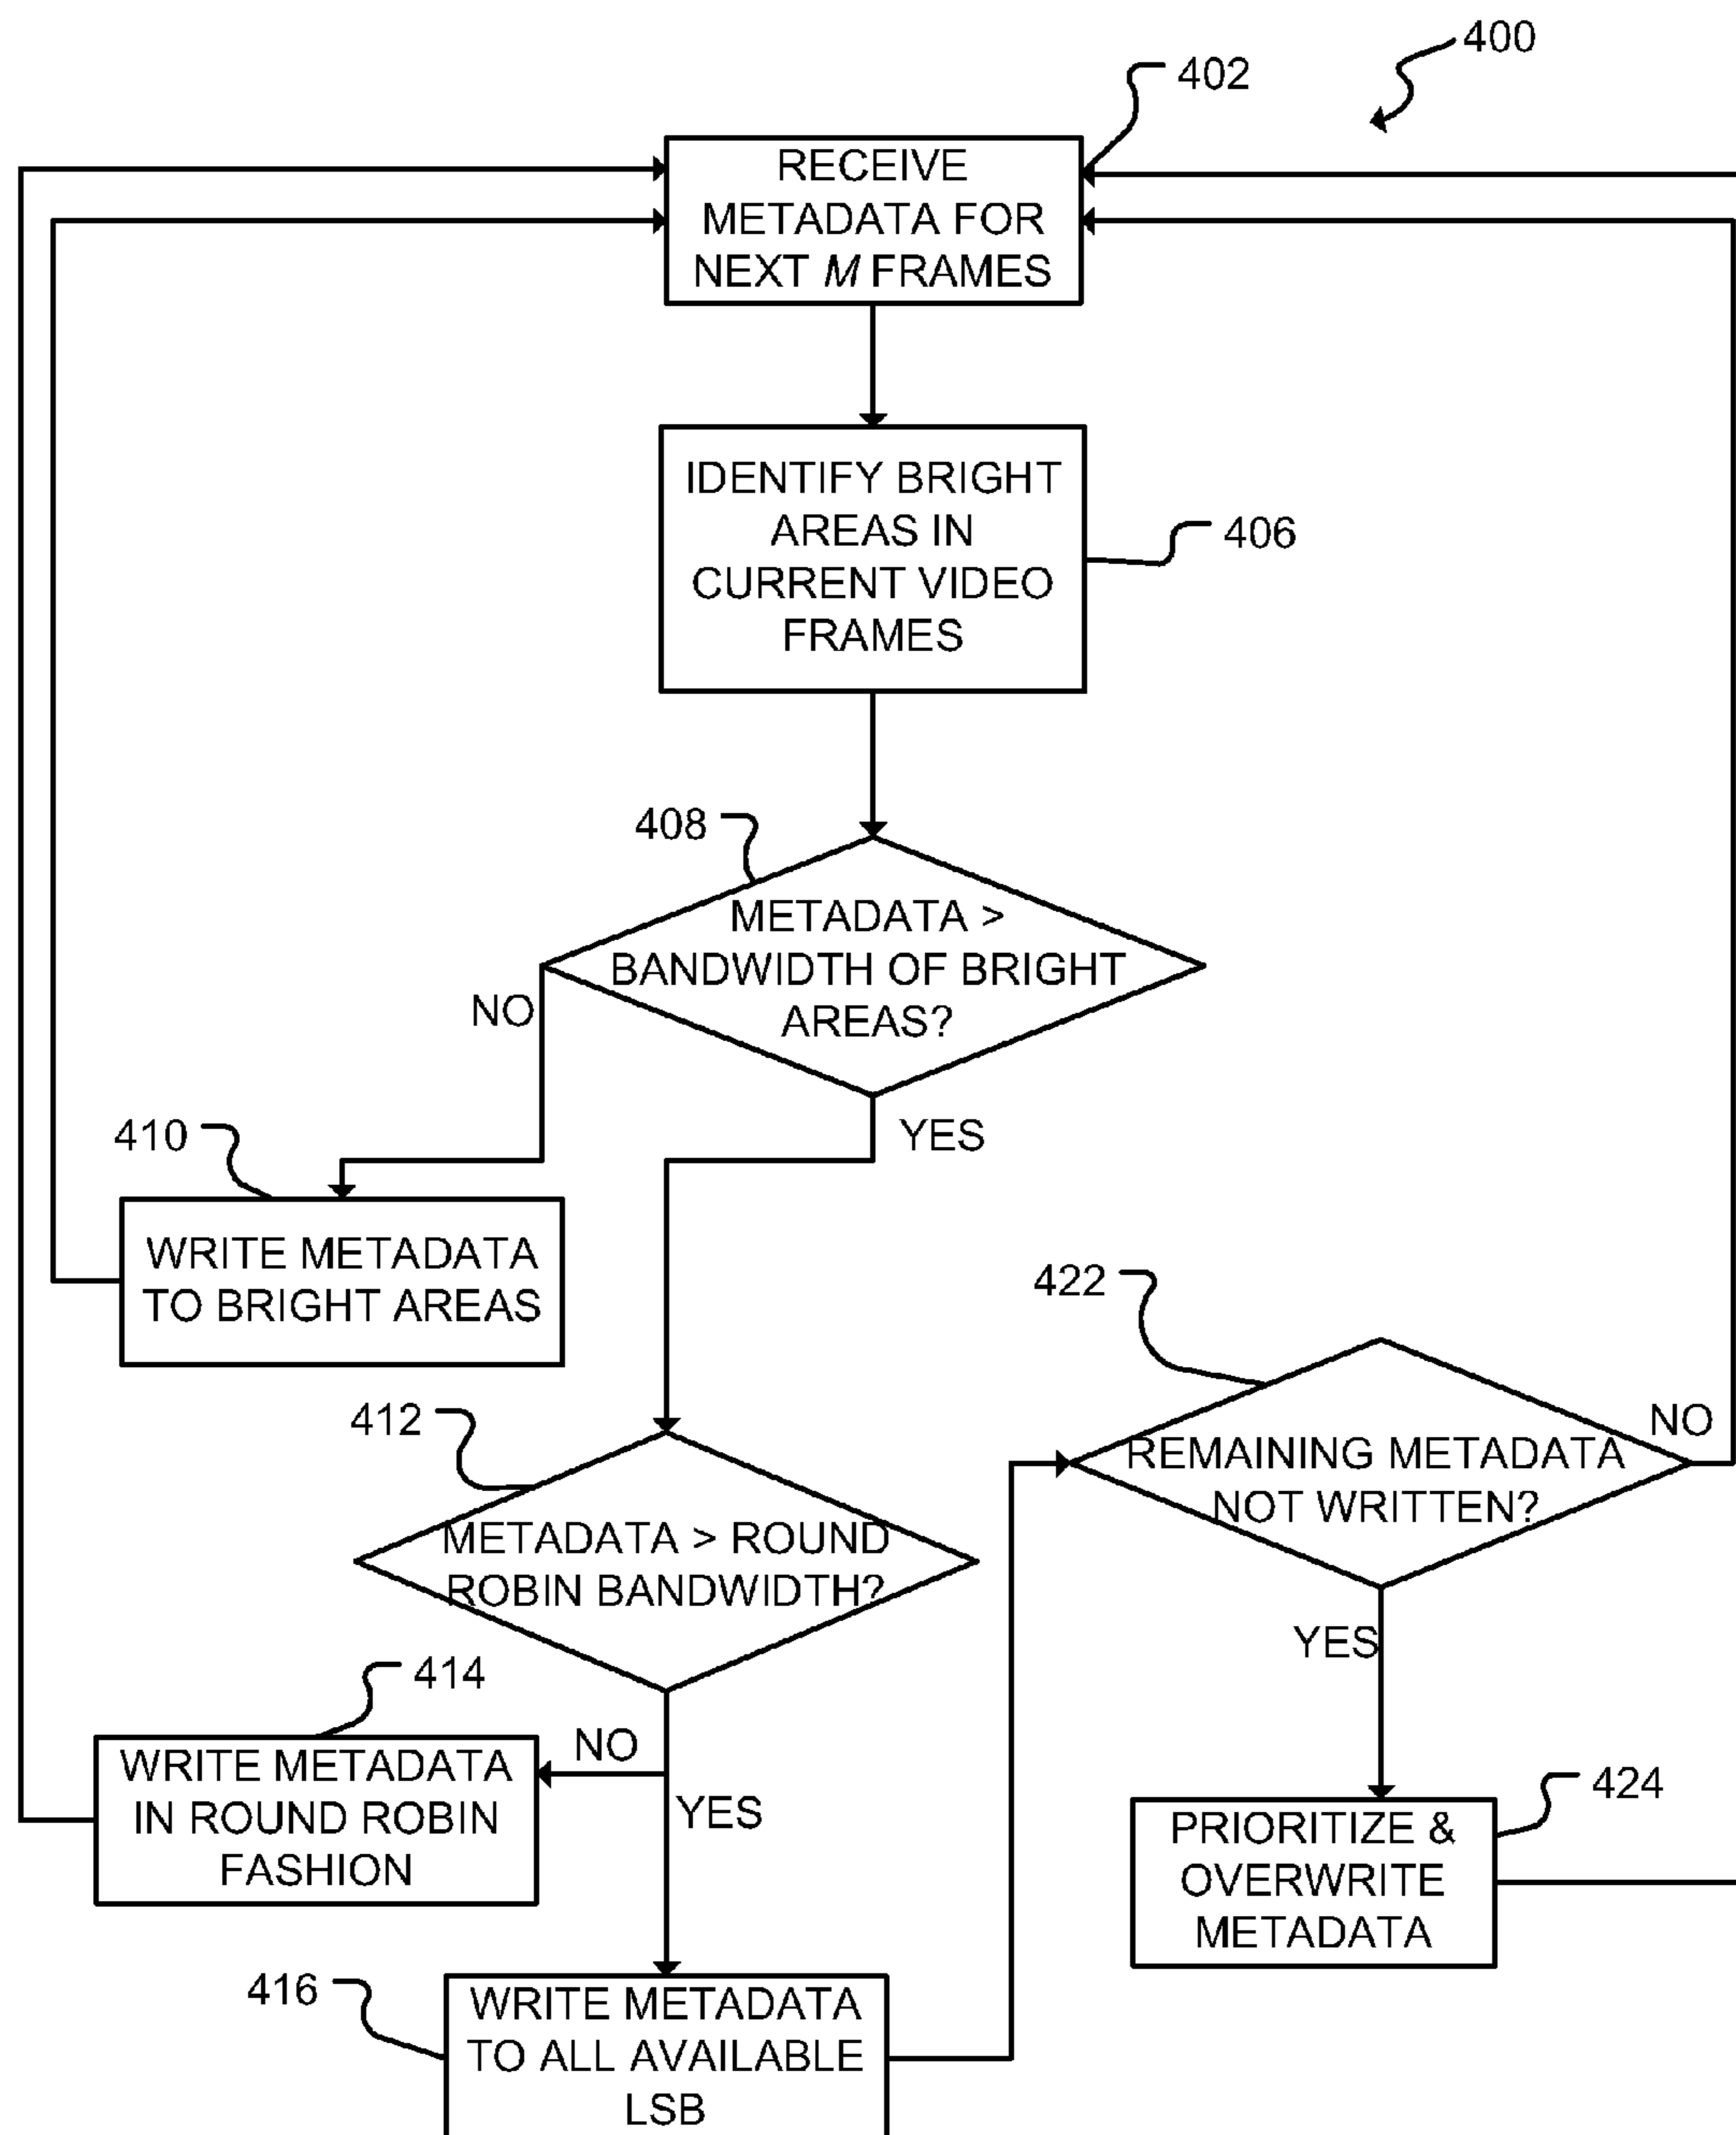 400
402
RECEIVE
METADATA FOR
NEXT M FRAMES
IDENTIFY BRIGHT
AREAS IN
CURRENT VIDEO
FRAMES
406
408
METADATA >
BANDWIDTH OF BRIGHT
AREAS?
NO
YES
410
WRITE METADATA
TO BRIGHT AREAS
412
METADATA > ROUND
ROBIN BANDWIDTH?
414
NO
YES
WRITE METADATA
IN ROUND ROBIN
FASHION
416
WRITE METADATA
TO ALL AVAILABLE
LSB
422
REMAINING METADATA
NOT WRITTEN?
NO
YES
424
PRIORITIZE &
OVERWRITE
METADATA